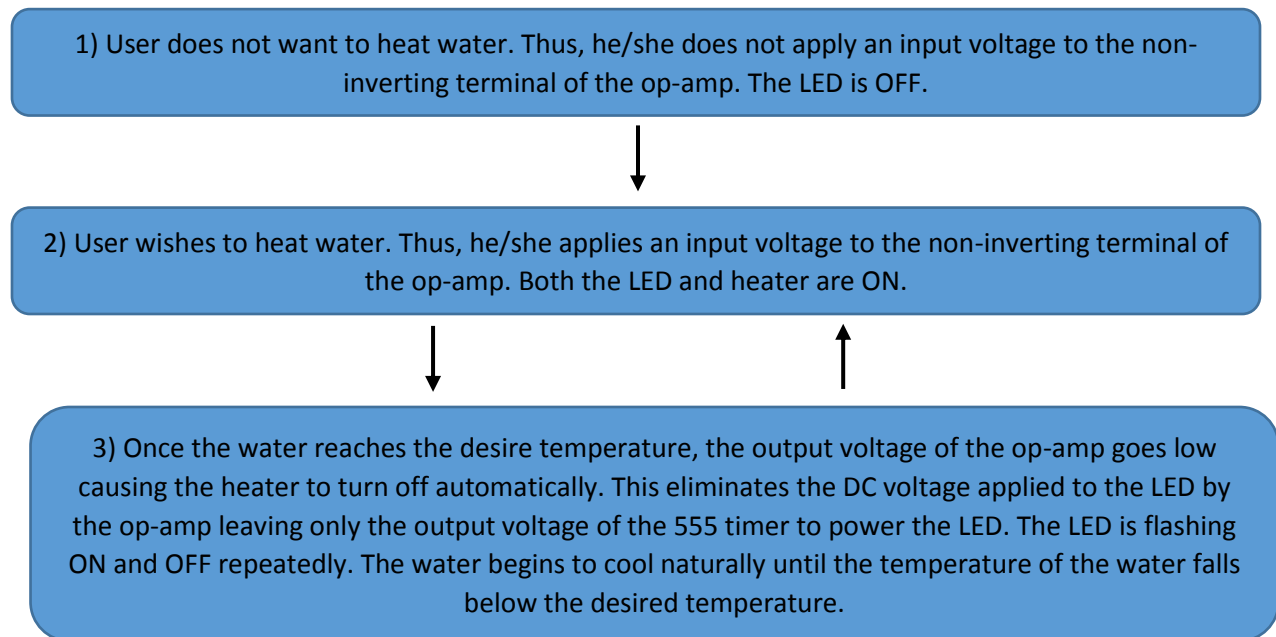 1) User does not want to heat water. Thus, he/she does not apply an input voltage to the non-
inverting terminal of the op-amp. The LED is OFF.
2) User wishes to heat water. Thus, he/she applies an input voltage to the non-inverting terminal of
the op-amp. Both the LED and heater are ON.
3) Once the water reaches the desire temperature, the output voltage of the op-amp goes low
causing the heater to turn off automatically. This eliminates the DC voltage applied to the LED by
the op-amp leaving only the output voltage of the 555 timer to power the LED. The LED is flashing
ON and OFF repeatedly. The water begins to cool naturally until the temperature of the water falls
below the desired temperature.